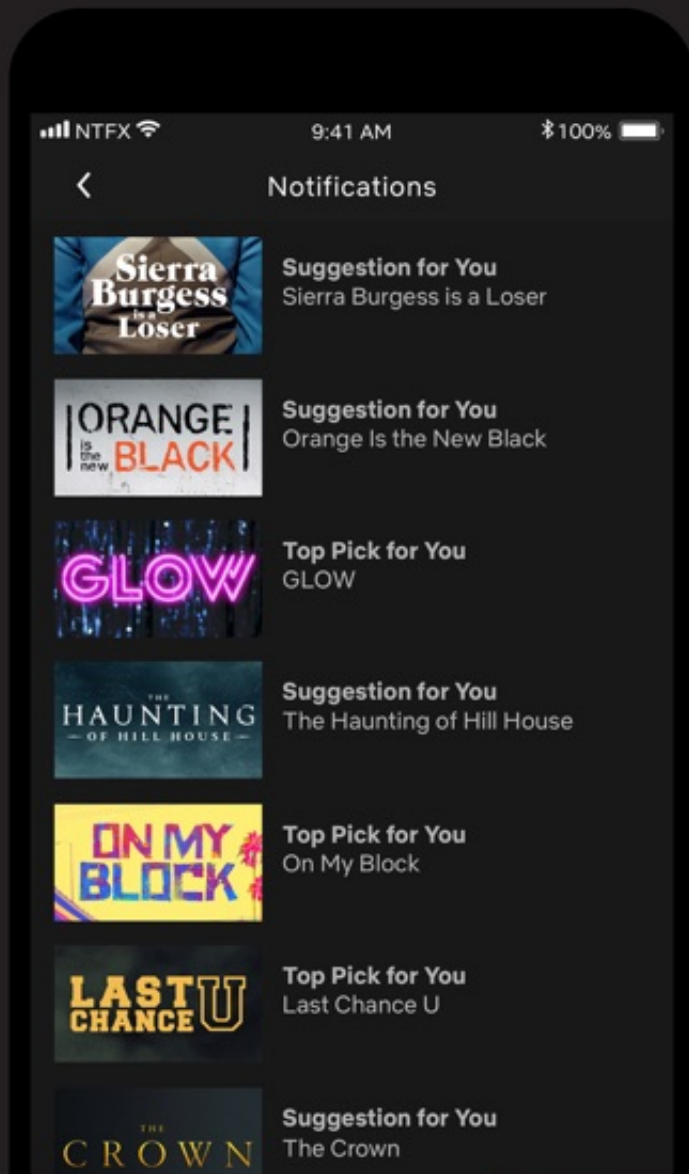 NTFX
9:41 AM
100%
Notifications
Sierra
Burgess
is a
Loser
Suggestion for You
Sierra Burgess is a Loser
ORANGE
is
the
new
BLACK
Suggestion for You
Orange Is the New Black
GLOW
Top Pick for You
GLOW
THE
HAUNTING
OF HILL HOUSE
Suggestion for You
The Haunting of Hill House
ON MY
BLOCK
Top Pick for You
On My Block
LAST
CHANCE U
Top Pick for You
Last Chance U
THE
CROWN
Suggestion for You
The Crown